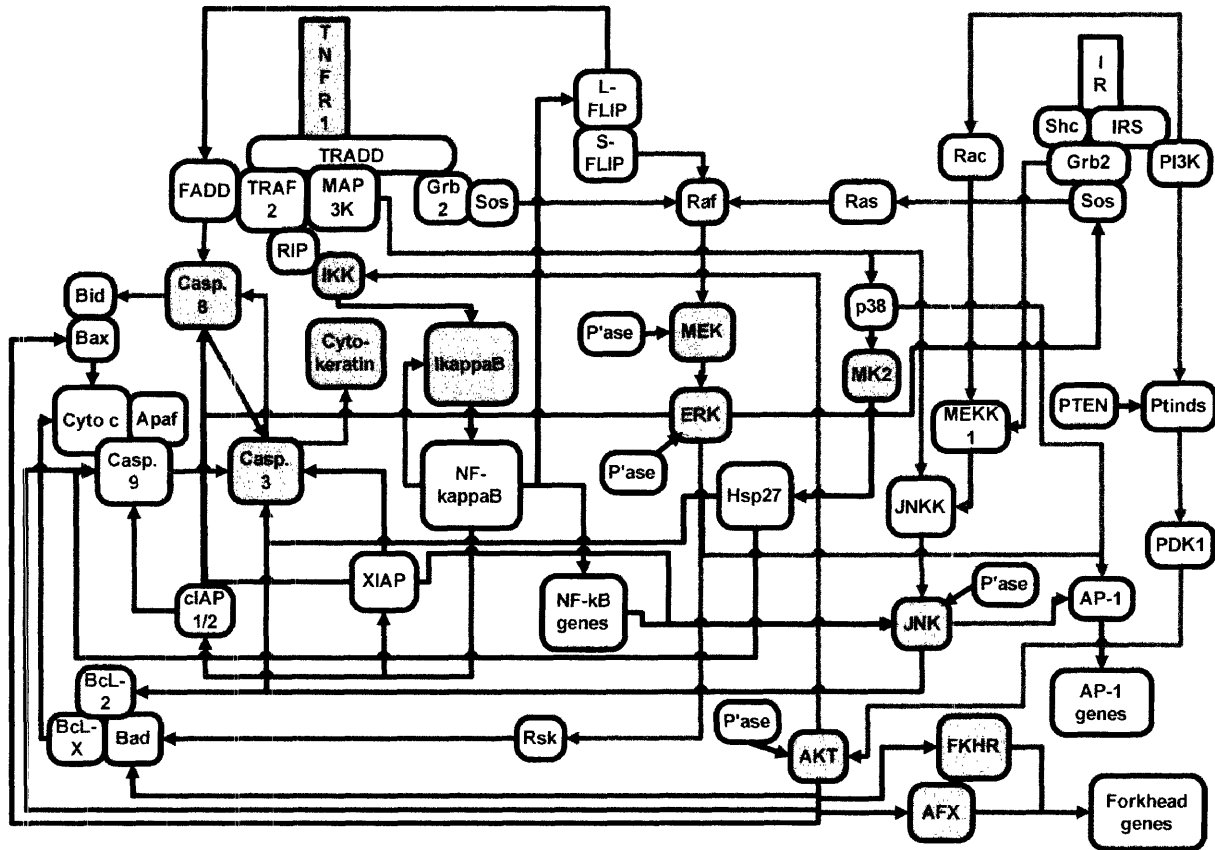 T
N
F
R
1
I
R
L-
FLIP
S-
FLIP
Shc
IRS
TRADD
Rac
Grb2
PI3K
FADD
TRAF
2
MAP
3K
Grb
2
Sos
Raf
Ras
Sos
RIP
IKK
Casp.
8
Bid
Bax
Cyto-
keratin
IkappaB
P'ase
MEK
p38
MK2
Cyto c
Apaf
ERK
MEKK
1
PTEN
Ptinds
Casp.
9
Casp.
3
NF-
kappaB
P'ase
Hsp27
JNKK
PDK1
XIAP
cIAP
1/2
NF-kB
genes
P'ase
JNK
AP-1
BcL-
2
BcL-
X
Bad
Rsk
P'ase
AKT
AP-1
genes
FKHR
AFX
Forkhead
genes